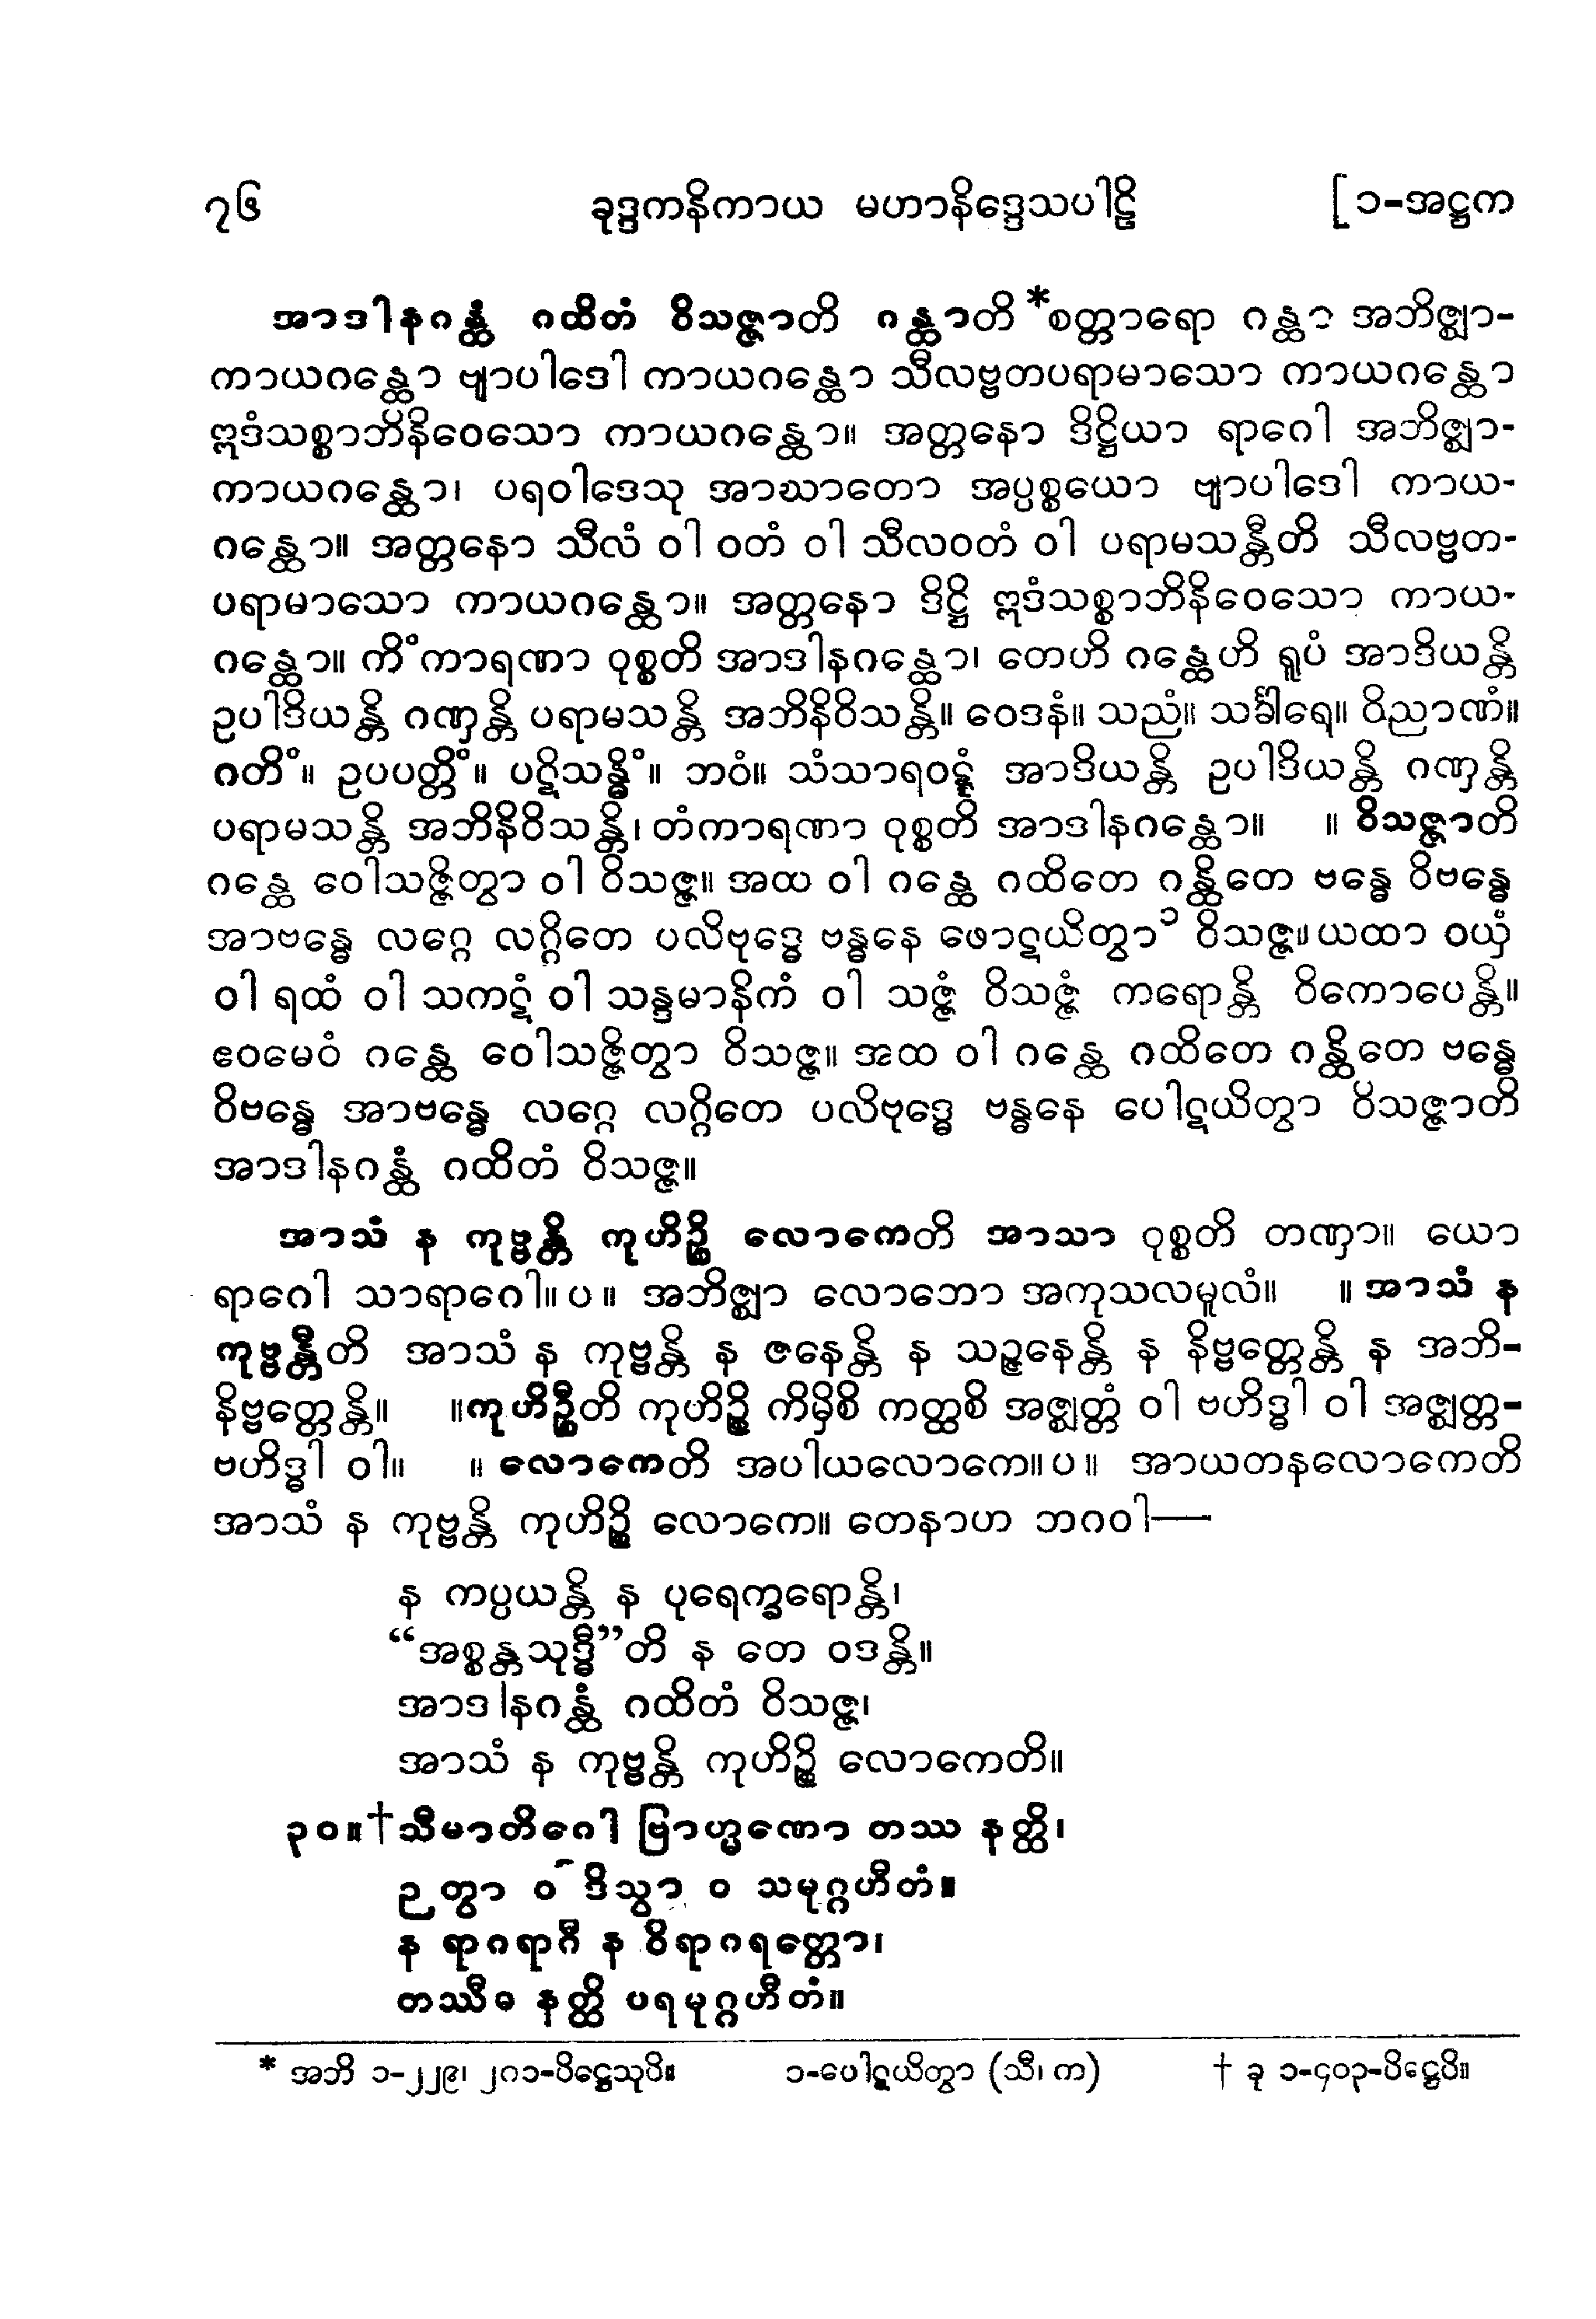 ၇၆ ခုဒ္ဒကနိကာယ မဟာနိဒ္ဒေသပါဠိ [ ၁-အဋ္ဌက
အာဒါနဂန္ထံ ဂထိတံ ဝိသဇ္ဇာတိ ဂန္ထာတိ *စတ္တာရော ဂန္ထာ အဘိဇ္ဈာ-
ကာယဂန္ထော ဗျာပါဒေါ ကာယဂန္ထော သီလဗ္ဗတပရာမာသော ကာယဂန္ထော
ဣဒံသစ္စာဘိနိဝေသော ကာယဂန္ထော။ အတ္တနော ဒိဋ္ဌိယာ ရာဂေါ အဘိဇ္ဈာ-
ကာယဂန္ထော၊ ပရဝါဒေသု အာဃာတော အပ္ပစ္စယော ဗျာပါဒေါ ကာယ-
ဂန္ထော။ အတ္တနော သီလံ ဝါ ဝတံ ဝါ သီလဝတံ ဝါ ပရာမသန္တီတိ သီလဗ္ဗတ-
ပရာမာသော ကာယဂန္ထော။ အတ္တနော ဒိဋ္ဌိ ဣဒံသစ္စာဘိနိဝေသော ကာယ-
ဂန္ထော။ ကိံကာရဏာ ဝုစ္စတိ အာဒါနဂန္ထော၊ တေဟိ ဂန္ထေဟိ ရူပံ အာဒိယန္တိ
ဥပါဒိယန္တိ ဂဏှန္တိ ပရာမသန္တိ အဘိနိဝိသန္တိ။ ဝေဒနံ။ သညံ။ သင်္ခါရေ။ ဝိညာဏံ။
ဂတိံ။ ဥပပတ္တိံ။ ပဋိသန္ဓိံ။ ဘဝံ။ သံသာရဝဋ္ဋံ အာဒိယန္တိ ဥပါဒိယန္တိ ဂဏှန္တိ
ပရာမသန္တိ အဘိနိဝိသန္တိ၊ တံကာရဏာ ဝုစ္စတိ အာဒါနဂန္ထော။ ။ ဝိသဇ္ဇာတိ
ဂန္ထေ ဝေါသဇ္ဇိတွာ ဝါ ဝိသဇ္ဇ။ အထ ဝါ ဂန္ထေ ဂထိတေ ဂန္ထိတေ ဗန္ဓေ ဝိဗန္ဓေ
အာဗန္ဓေ လဂ္ဂေ လဂ္ဂိတေ ပလိဗုဒ္ဓေ ဗန္ဓနေ ဖောဋယိတွာ၁ ဝိသဇ္ဇ။ ယထာ ဝယှံ
ဝါ ရထံ ဝါ သကဋံ ဝါ သန္ဒမာနိကံ ဝါ သဇ္ဇံ ဝိသဇ္ဇံ ကရောန္တိ ဝိကောပေန္တိ။
ဧဝမေဝံ ဂန္ထေ ဝေါသဇ္ဇိတွာ ဝိသဇ္ဇ။ အထ ဝါ ဂန္ထေ ဂထိတေ ဂန္ထိတေ ဗန္ဓေ
ဝိဗန္ဓေ အာဗန္ဓေ လဂ္ဂေ လဂ္ဂိတေ ပလိဗုဒ္ဓေ ဗန္ဓနေ ပေါဋယိတွာ ဝိသဇ္ဇာတိ
အာဒါနဂန္ထံ ဂထိတံ ဝိသဇ္ဇ။
အာသံ န ကုဗ္ဗန္တိ ကုဟိဉ္စိ လောကေတိ အာသာ ဝုစ္စတိ တဏှာ။ ယော
ရာဂေါ သာရာဂေါ။ ပ ။ အဘိဇ္ဈာ လောဘော အကုသလမူလံ။ ။ အာသံ န
ကုဗ္ဗန္တီတိ အာသံ န ကုဗ္ဗန္တိ န ဇနေန္တိ န သဉ္ဇနေန္တိ န နိဗ္ဗတ္တေန္တိ န အဘိ-
နိဗ္ဗတ္တေန္တိ။ ။ကုဟိဉ္စီတိ ကုဟိဉ္စိ ကိမှိစိ ကတ္ထစိ အဇ္ဈတ္တံ ဝါ ဗဟိဒ္ဓါ ဝါ အဇ္ဈတ္တ-
ဗဟိဒ္ဓါ ဝါ။ ။ လောကေတိ အပါယလောကေ။ ပ ။ အာယတနလောကေတိ
အာသံ န ကုဗ္ဗန္တိ ကုဟိဉ္စိ လောကေ။ တေနာဟ ဘဂဝါ—
န ကပ္ပယန္တိ န ပုရေက္ခရောန္တိ၊
“အစ္စန္တသုဒ္ဓီ”တိ န တေ ဝဒန္တိ။
အာဒါနဂန္ထံ ဂထိတံ ဝိသဇ္ဇ၊
အာသံ န ကုဗ္ဗန္တိ ကုဟိဉ္စိ လောကေတိ။
၃၀။ †သီမာတိဂေါ ဗြာဟ္မဏော တဿ နတ္ထိ၊
ဉတွာ ဝ ဒိသွာ ဝ သမုဂ္ဂဟီတံ။
န ရာဂရာဂီ န ဝိရာဂရတ္တော၊
တဿီဓ နတ္ထိ ပရမုဂ္ဂဟီတံ။
* အဘိ ၁-၂၂၉၊ ၂၈၁-ပိဋ္ဌေသုပိ။ ၁-ပေါဋ္ဋယိတွာ (သီ၊ က) † ခု ၁-၄၀၃-ပိဋ္ဌေပိ။